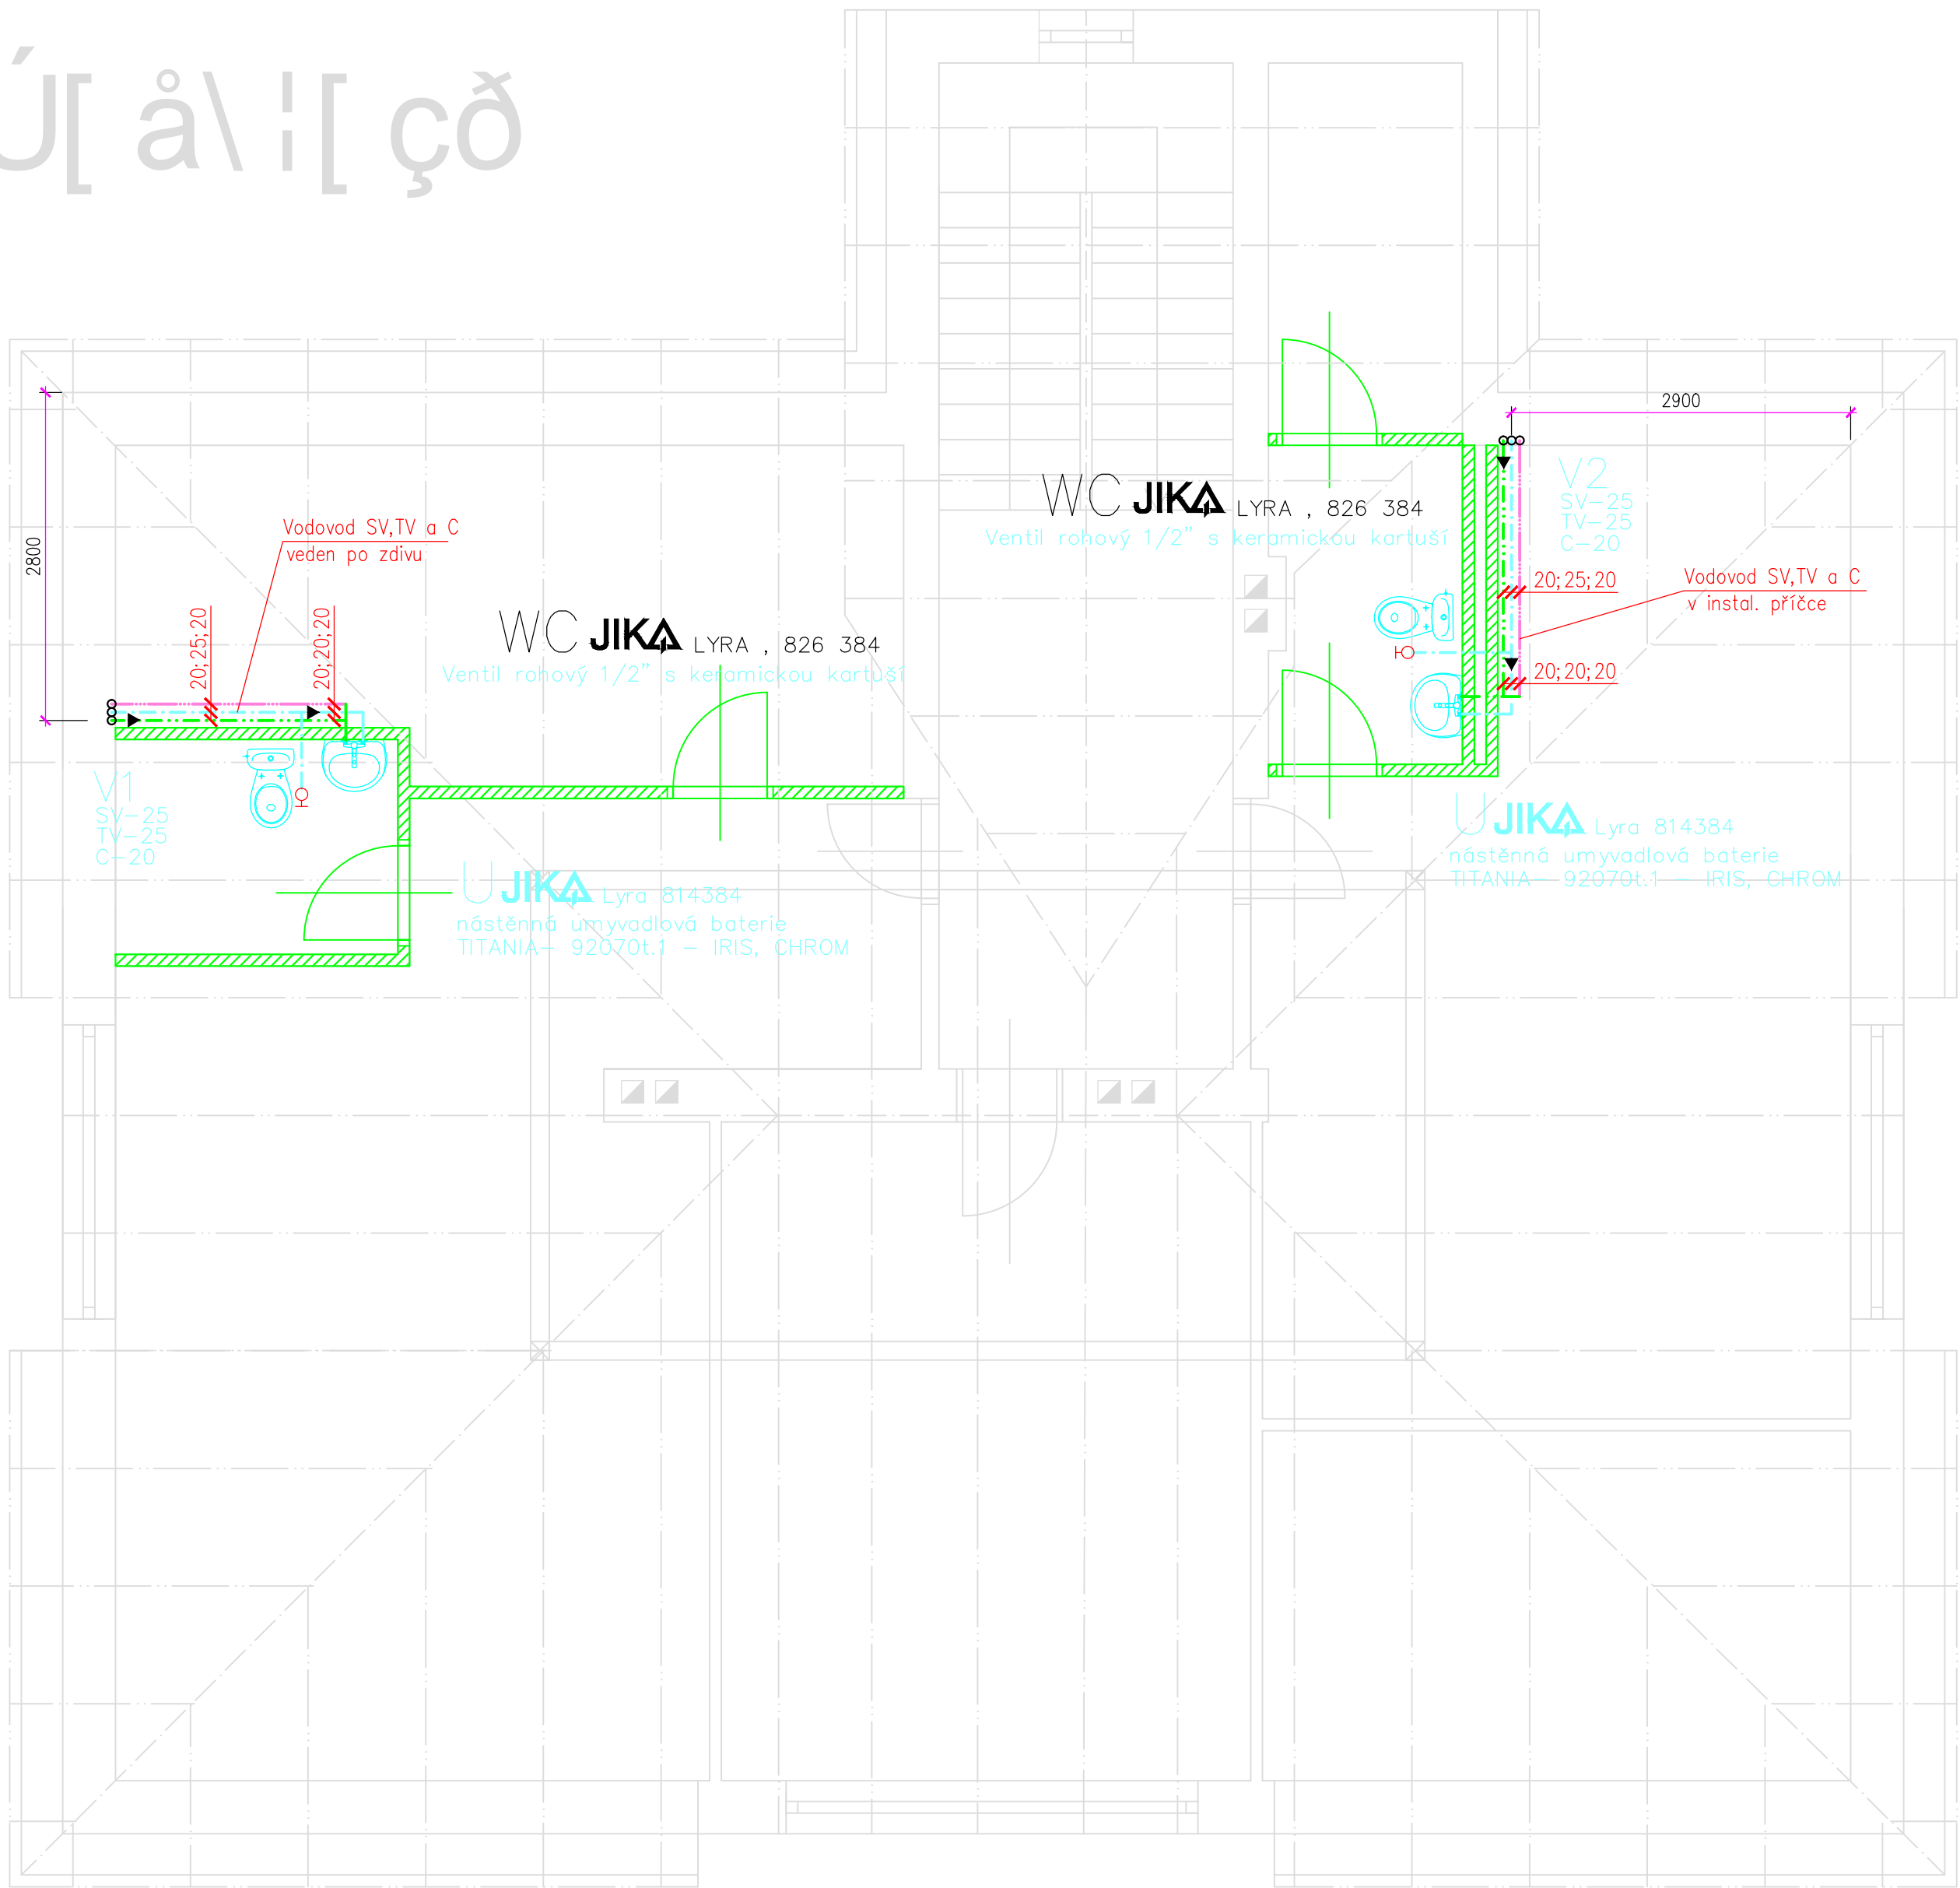 Ú[ å\ ¦[ çð
2900
WC JIKA LYRA , 826 384
Ventil rohový 1/2" s keramickou kartuší
V2
SV-25
TV-25
C-20
Vodovod SV,TV a C
veden po zdivu
2800
20;25;20
Vodovod SV,TV a C
v instal. příčce
20;20;20
20;25;20
20;20;20
WC JIKA LYRA , 826 384
Ventil rohový 1/2" s keramickou kartuší
V1
SV-25
TV-25
C-20
U JIKA Lyra 814384
nástěnná umyvadlová baterie
TITANIA- 92070t.1 - IRIS, CHROM
U JIKA Lyra 814384
nástěnná umyvadlová baterie
TITANIA- 92070t.1 - IRIS, CHROM